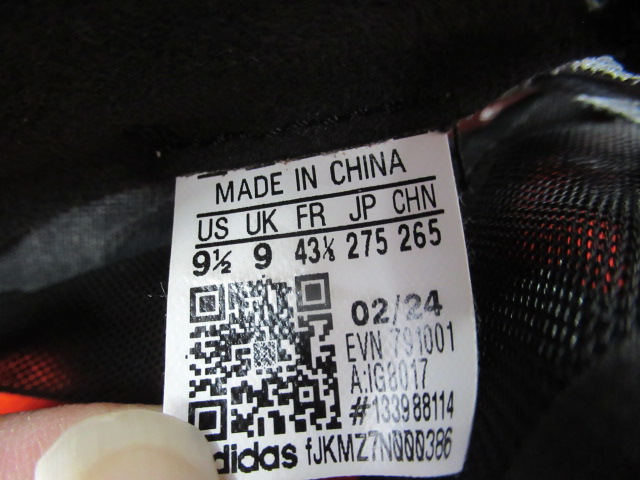 MADE IN CHINA
US UK FR JP CHN
9½ 9 43⅓ 275 265
02/24
EVN 791001
A:IG8017
#133988114
adidas fJKMZ7N000386